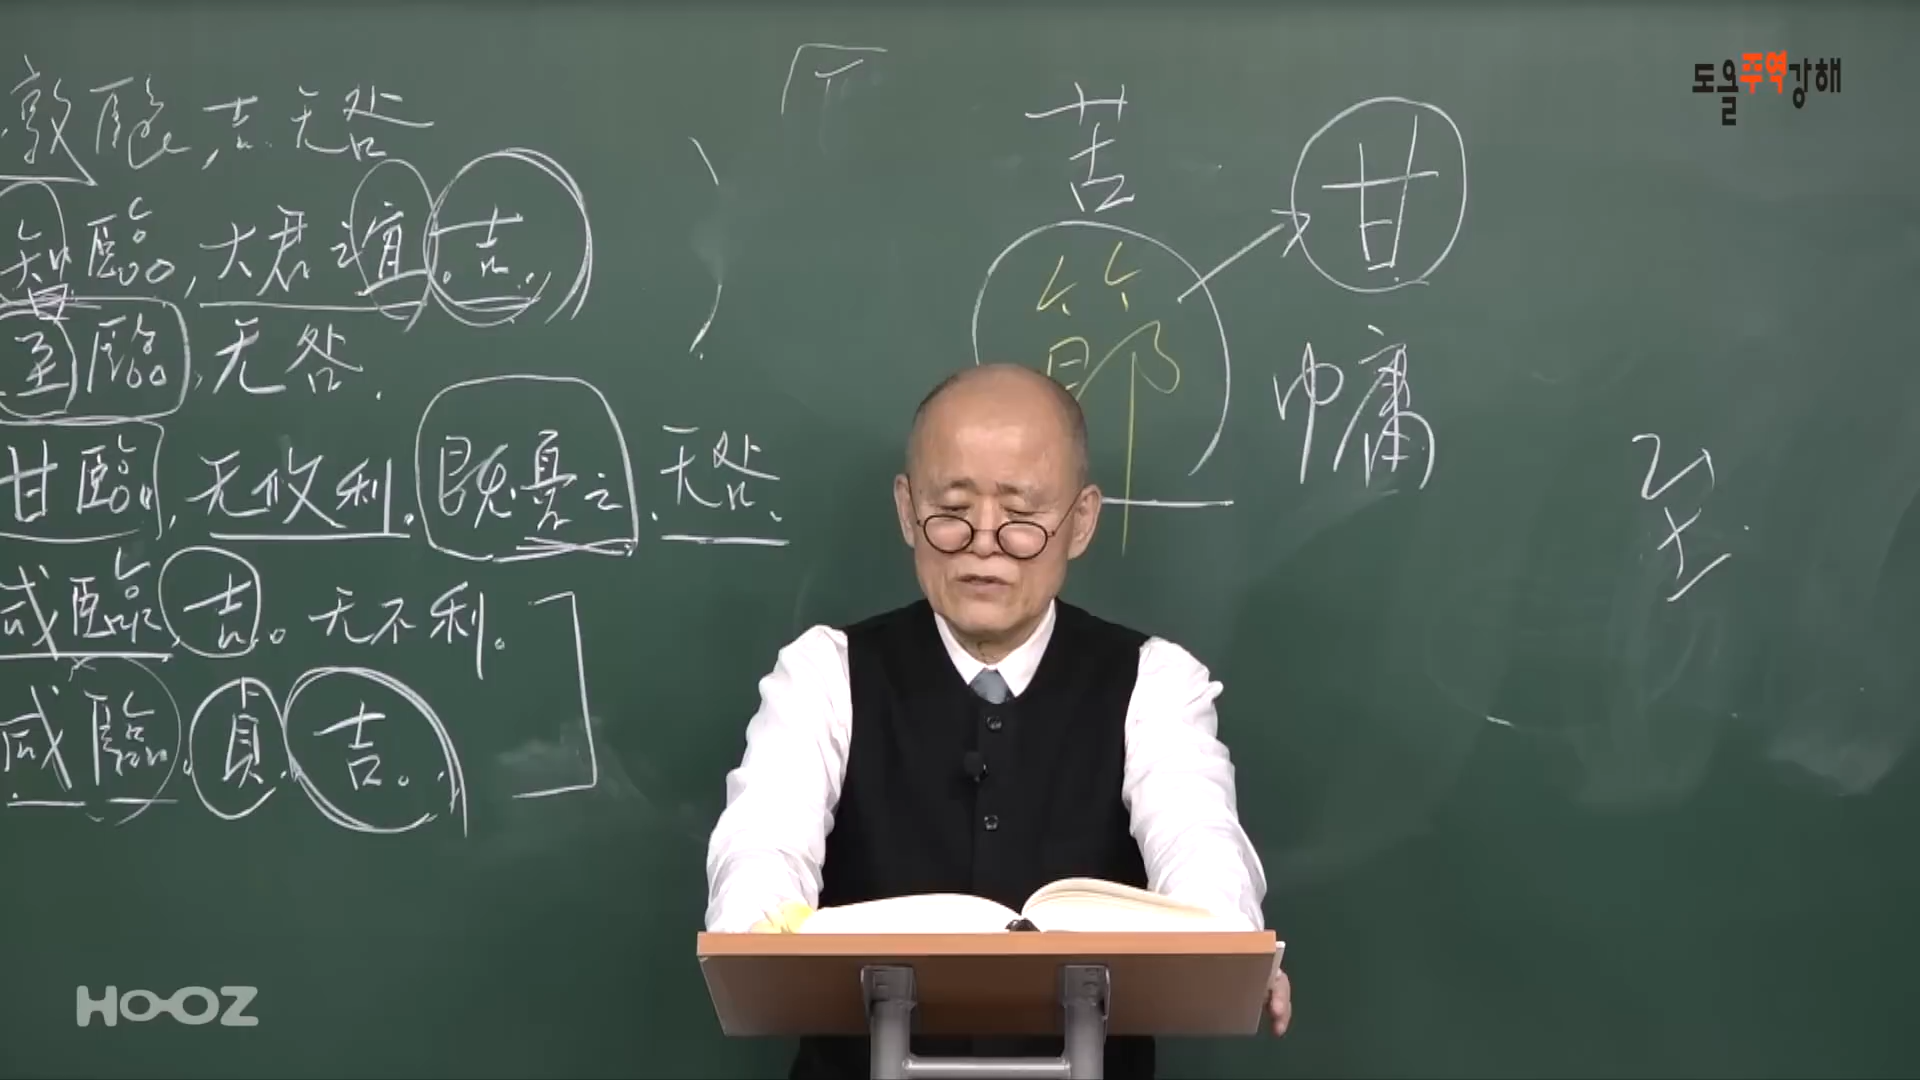 敦臨, 吉. 无咎
知臨, 大君之宜, 吉.
至臨, 无咎.
甘臨, 无攸利. 旣憂之, 无咎.
咸臨, 吉. 无不利.
咸臨. 貞吉.
苦
節
甘
中庸
至
도올주역강해
HOOZ